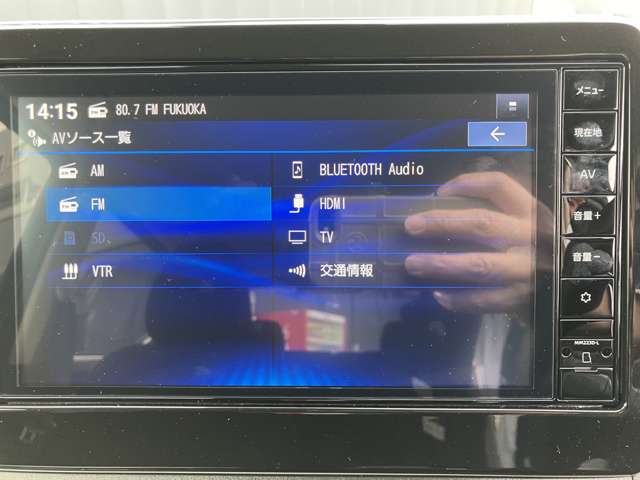 14:15 80.7 FM FUKUOKA
AVソース一覧
AM
FM
SD
VTR
BLUETOOTH Audio
HDMI
TV
交通情報
メニュー
現在地
AV
音量+
音量-
MM223D-L